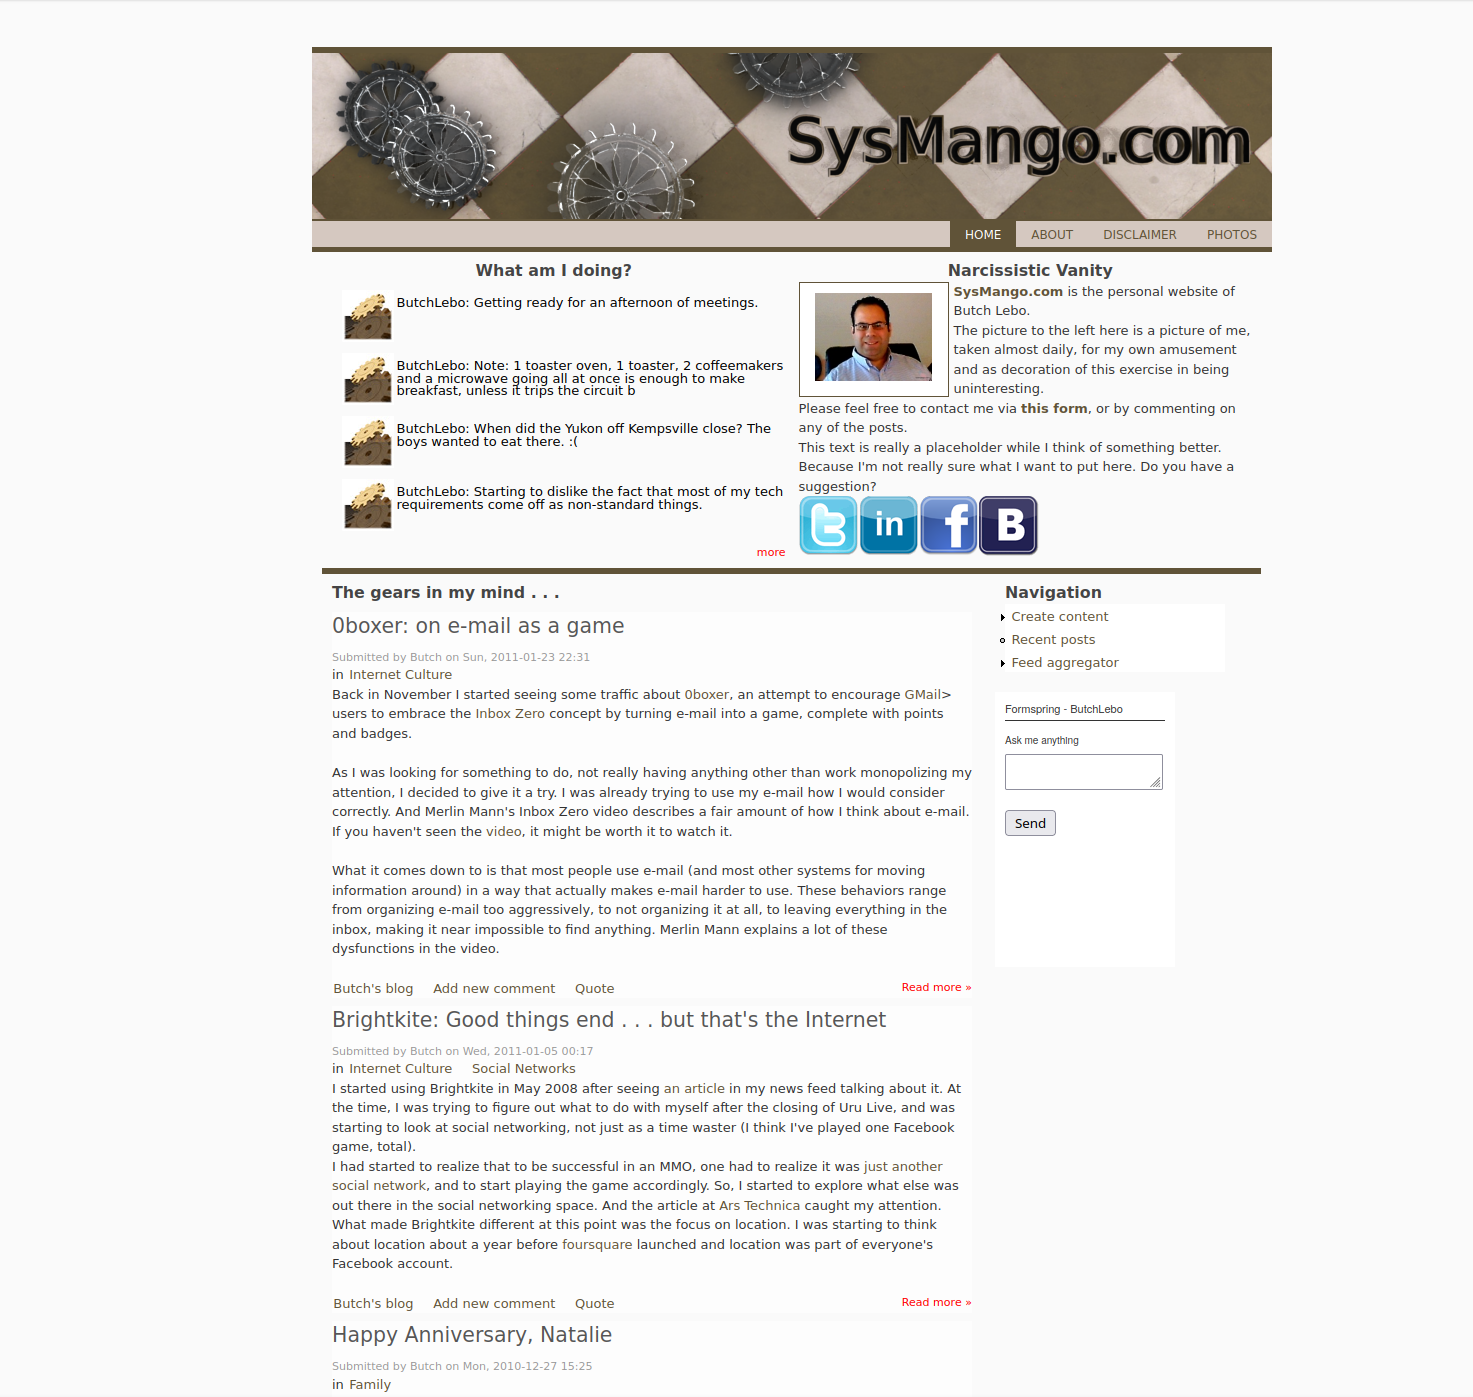 SysMango.com
HOME ABOUT DISCLAIMER PHOTOS
What am I doing?
ButchLebo: Getting ready for an afternoon of meetings.
ButchLebo: Note: 1 toaster oven, 1 toaster, 2 coffeemakers
and a microwave going all at once is enough to make
breakfast, unless it trips the circuit b
ButchLebo: When did the Yukon off Kempsville close? The
boys wanted to eat there. :(
ButchLebo: Starting to dislike the fact that most of my tech
requirements come off as non-standard things.
more
Narcissistic Vanity
SysMango.com is the personal website of
Butch Lebo.
The picture to the left here is a picture of me,
taken almost daily, for my own amusement
and as decoration of this exercise in being
uninteresting.
Please feel free to contact me via this form, or by commenting on
any of the posts.
This text is really a placeholder while I think of something better.
Because I'm not really sure what I want to put here. Do you have a
suggestion?
t in f B
The gears in my mind . . .
0boxer: on e-mail as a game
Submitted by Butch on Sun, 2011-01-23 22:31
in Internet Culture
Back in November I started seeing some traffic about 0boxer, an attempt to encourage GMail>
users to embrace the Inbox Zero concept by turning e-mail into a game, complete with points
and badges.
As I was looking for something to do, not really having anything other than work monopolizing my
attention, I decided to give it a try. I was already trying to use my e-mail how I would consider
correctly. And Merlin Mann's Inbox Zero video describes a fair amount of how I think about e-mail.
If you haven't seen the video, it might be worth it to watch it.
What it comes down to is that most people use e-mail (and most other systems for moving
information around) in a way that actually makes e-mail harder to use. These behaviors range
from organizing e-mail too aggressively, to not organizing it at all, to leaving everything in the
inbox, making it near impossible to find anything. Merlin Mann explains a lot of these
dysfunctions in the video.
Butch's blog Add new comment Quote Read more »
Brightkite: Good things end . . . but that's the Internet
Submitted by Butch on Wed, 2011-01-05 00:17
in Internet Culture Social Networks
I started using Brightkite in May 2008 after seeing an article in my news feed talking about it. At
the time, I was trying to figure out what to do with myself after the closing of Uru Live, and was
starting to look at social networking, not just as a time waster (I think I've played one Facebook
game, total).
I had started to realize that to be successful in an MMO, one had to realize it was just another
social network, and to start playing the game accordingly. So, I started to explore what else was
out there in the social networking space. And the article at Ars Technica caught my attention.
What made Brightkite different at this point was the focus on location. I was starting to think
about location about a year before foursquare launched and location was part of everyone's
Facebook account.
Butch's blog Add new comment Quote Read more »
Happy Anniversary, Natalie
Submitted by Butch on Mon, 2010-12-27 15:25
in Family
Navigation
Create content
Recent posts
Feed aggregator
Formspring - ButchLebo
Ask me anything
Send